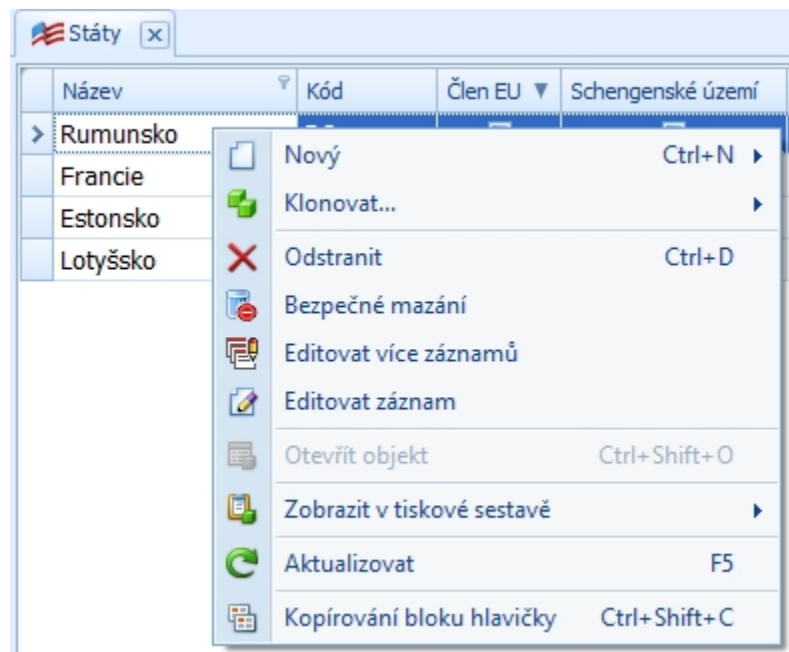 Státy
Název Kód Člen EU Schengenské území
Rumunsko
Francie
Estonsko
Lotyšsko
Nový Ctrl+N
Klonovat...
Odstranit Ctrl+D
Bezpečné mazání
Editovat více záznamů
Editovat záznam
Otevřít objekt Ctrl+Shift+O
Zobrazit v tiskové sestavě
Aktualizovat F5
Kopírování bloku hlavičky Ctrl+Shift+C